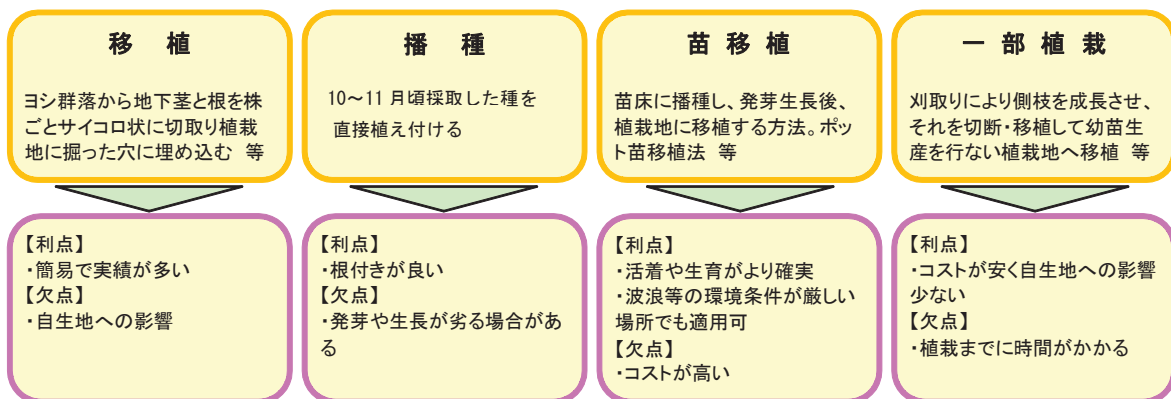 移 植
ヨシ群落から地下茎と根を株
ごとサイコロ状に切取り植栽
地に掘った穴に埋め込む 等
【利点】
・簡易で実績が多い
【欠点】
・自生地への影響
播 種
10～11 月頃採取した種を
直接植え付ける
【利点】
・根付きが良い
【欠点】
・発芽や生長が劣る場合があ
る
苗 移 植
苗床に播種し、発芽生長後、
植栽地に移植する方法。ポッ
ト苗移植法 等
【利点】
・活着や生育がより確実
・波浪等の環境条件が厳しい
場所でも適用可
【欠点】
・コストが高い
一 部 植 栽
刈取りにより側枝を成長させ、
それを切断・移植して幼苗生
産を行ない植栽地へ移植 等
【利点】
・コストが安く自生地への影響
少ない
【欠点】
・植栽までに時間がかかる